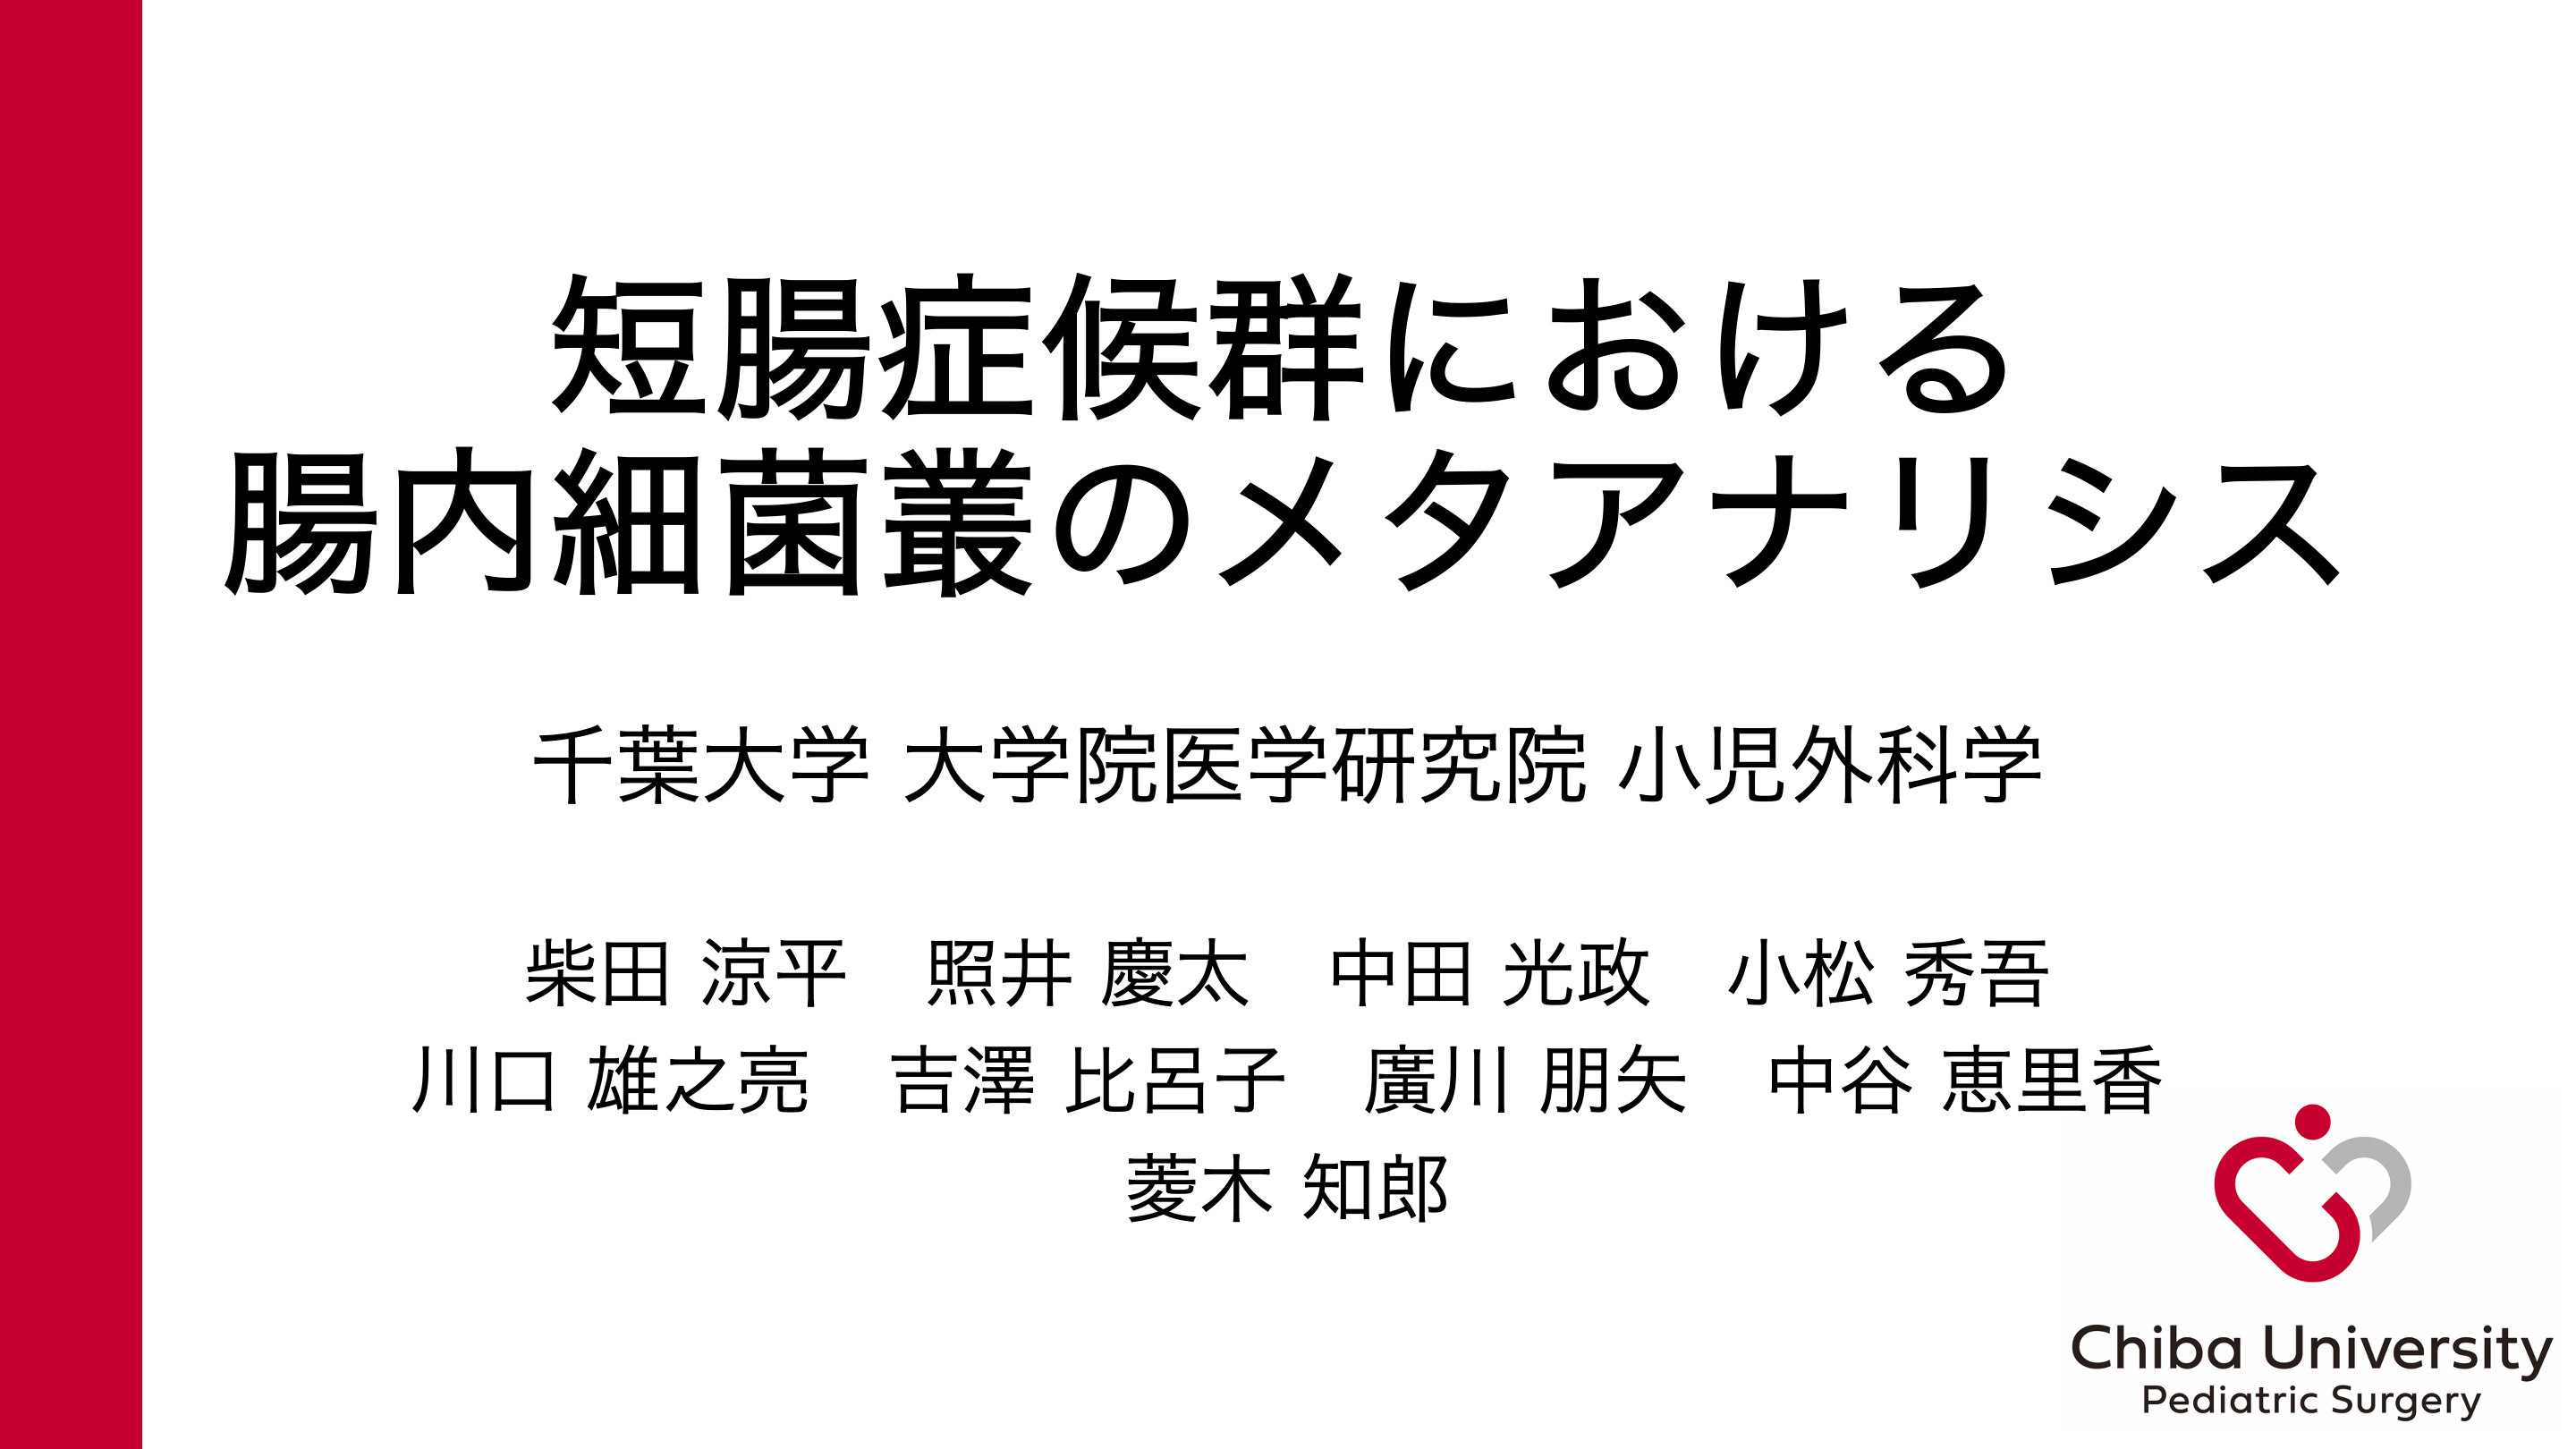 短腸症候群における
腸内細菌叢のメタアナリシス
千葉大学 大学院医学研究院 小児外科学
柴田 涼平　照井 慶太　中田 光政　小松 秀吾
川口 雄之亮　吉澤 比呂子　廣川 朋矢　中谷 恵里香
菱木 知郎
Chiba University
Pediatric Surgery